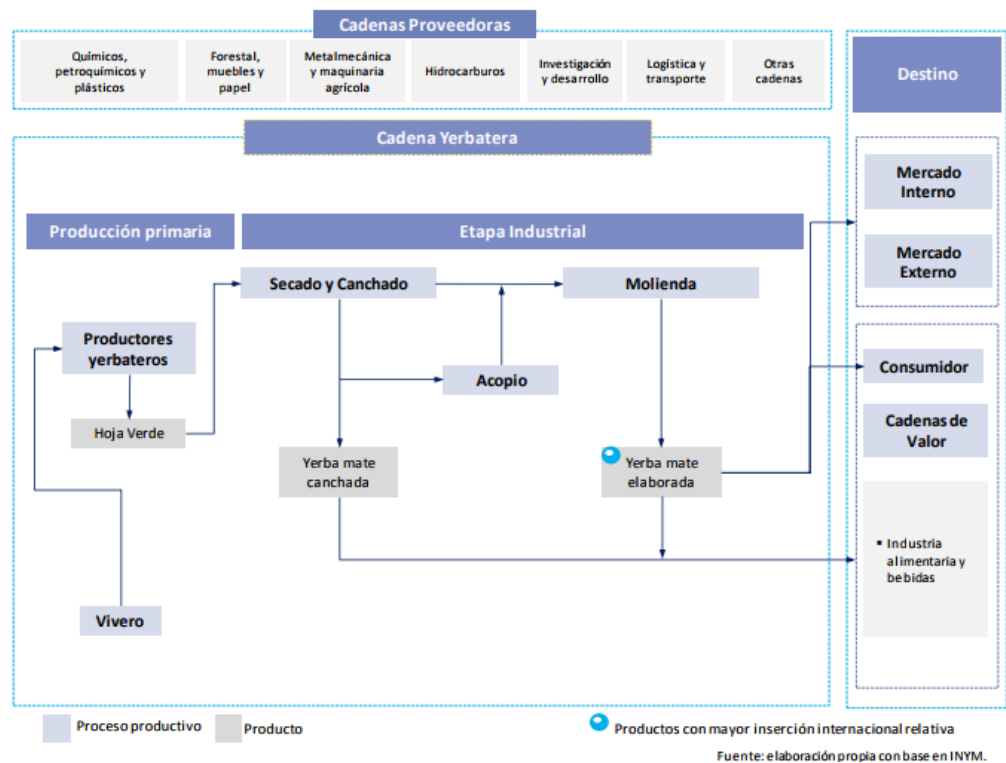 Cadenas Proveedoras
Químicos,
petroquímicos y
plásticos
Forestal,
muebles y
papel
Metalmecánica
y maquinaria
agrícola
Hidrocarburos
Investigación
y desarrollo
Logística y
transporte
Otras
cadenas
Destino
Cadena Yerbatera
Mercado
Interno
Mercado
Externo
Producción primaria
Etapa Industrial
Secado y Canchado
Molienda
Productores
yerbateros
Acopio
Consumidor
Hoja Verde
Cadenas de
Valor
Yerba mate
canchada
Yerba mate
elaborada
▪ Industria
alimentaria y
bebidas
Vivero
Proceso productivo
Producto
Productos con mayor inserción internacional relativa
Fuente: elaboración propia con base en INYM.